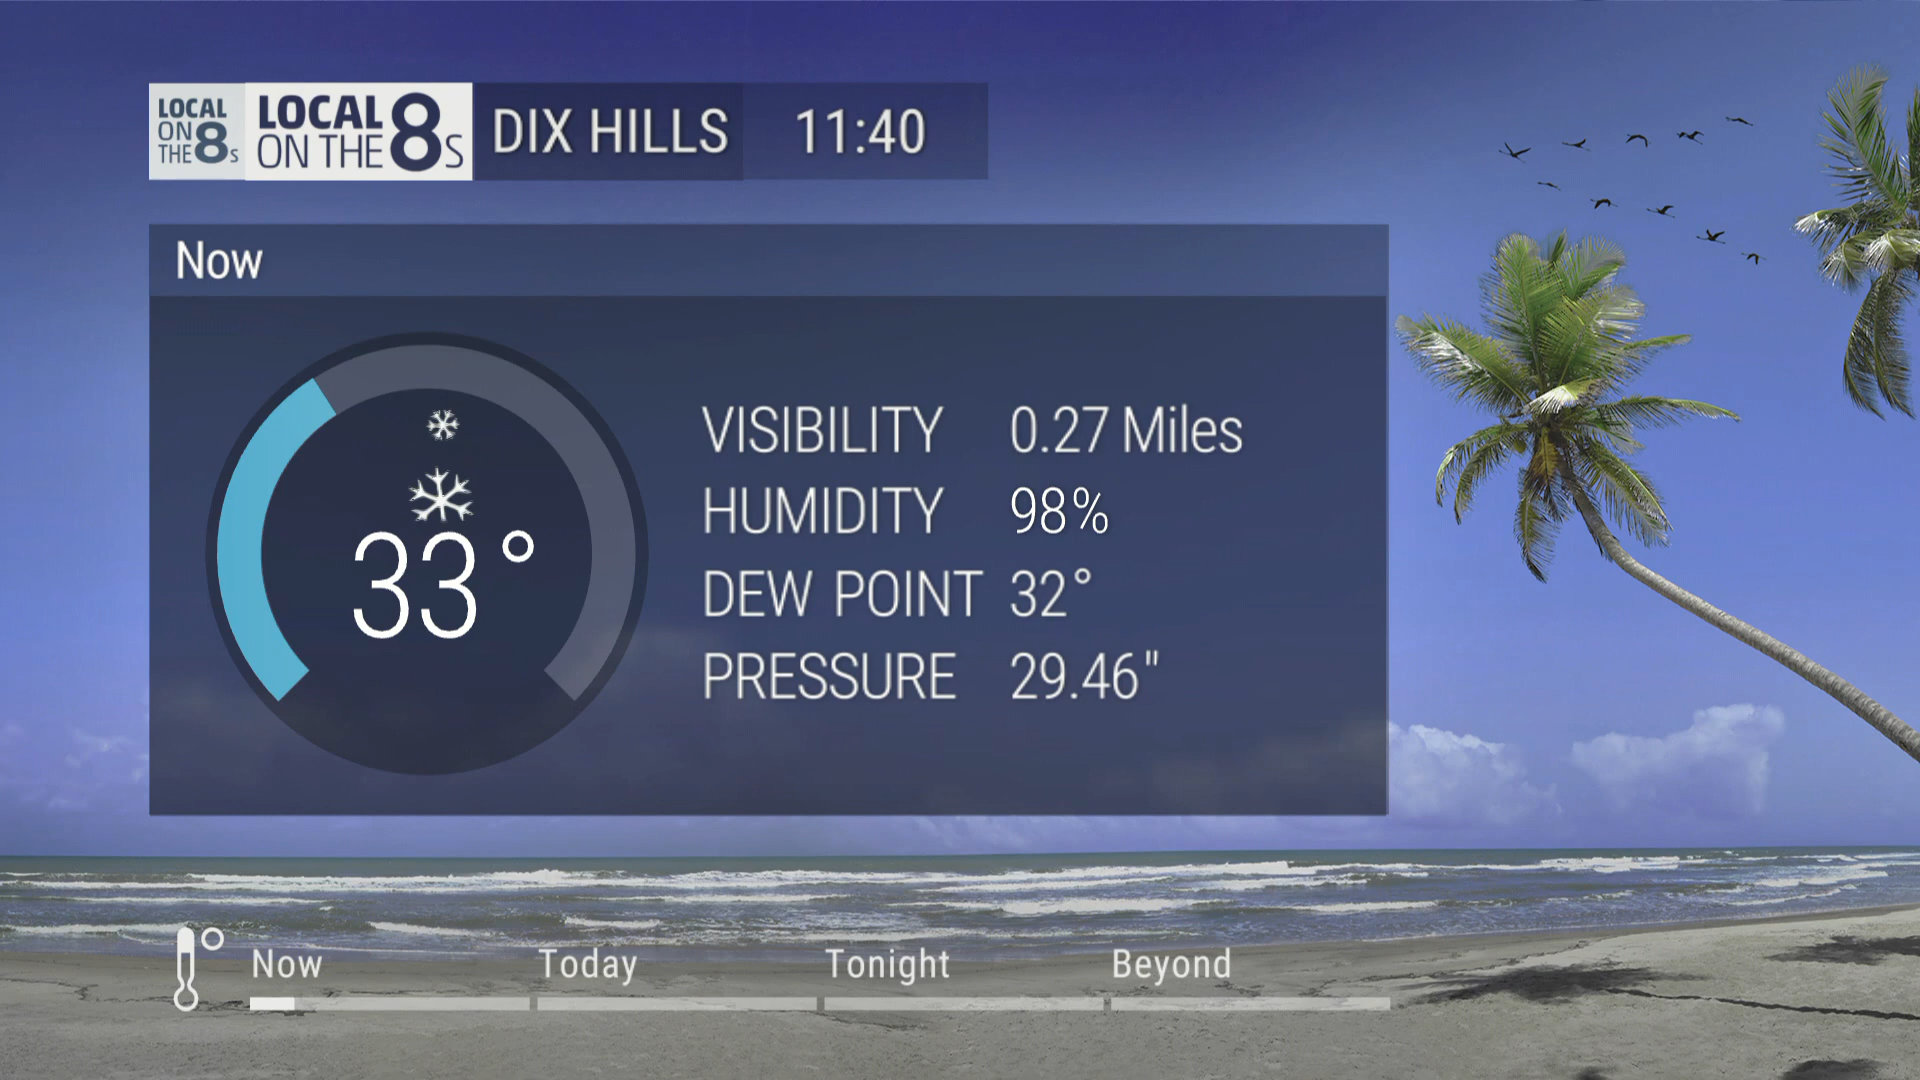 LOCAL
ON
THE 8s
LOCAL
ON THE 8s
DIX HILLS
11:40
Now
33°
VISIBILITY 0.27 Miles
HUMIDITY 98%
DEW POINT 32°
PRESSURE 29.46"
Now Today Tonight Beyond